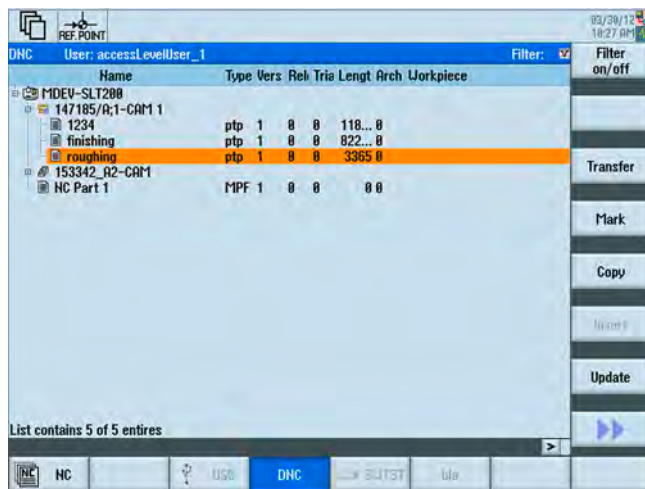 REF.POINT
03/30/12
10:27 AM
DNC User: accessLevelUser_1 Filter:
Filter on/off
Name Type Vers Rel Tria Lengt Arch Workpiece
MDEV-SLT200
147185/A;1-CAM 1
1234 ptp 1 0 0 118... 0
finishing ptp 1 0 0 822... 0
roughing ptp 1 0 0 3365 0
153342_A2-CAM
NC Part 1 MPF 1 0 0 0 0
Transfer
Mark
Copy
Insert
Update
List contains 5 of 5 entires
NC NC USB DNC bla